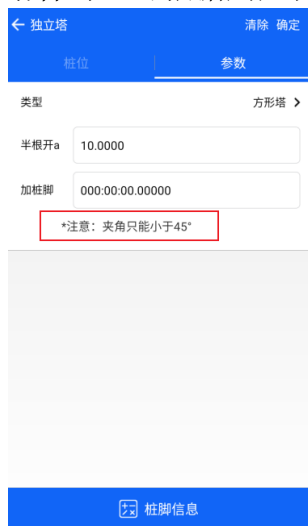 ← 独立塔 清除 确定
桩位 参数
类型 方形塔 >
半根开a 10.0000
加桩脚 000:00:00.00000
*注意：夹角只能小于45°
桩脚信息